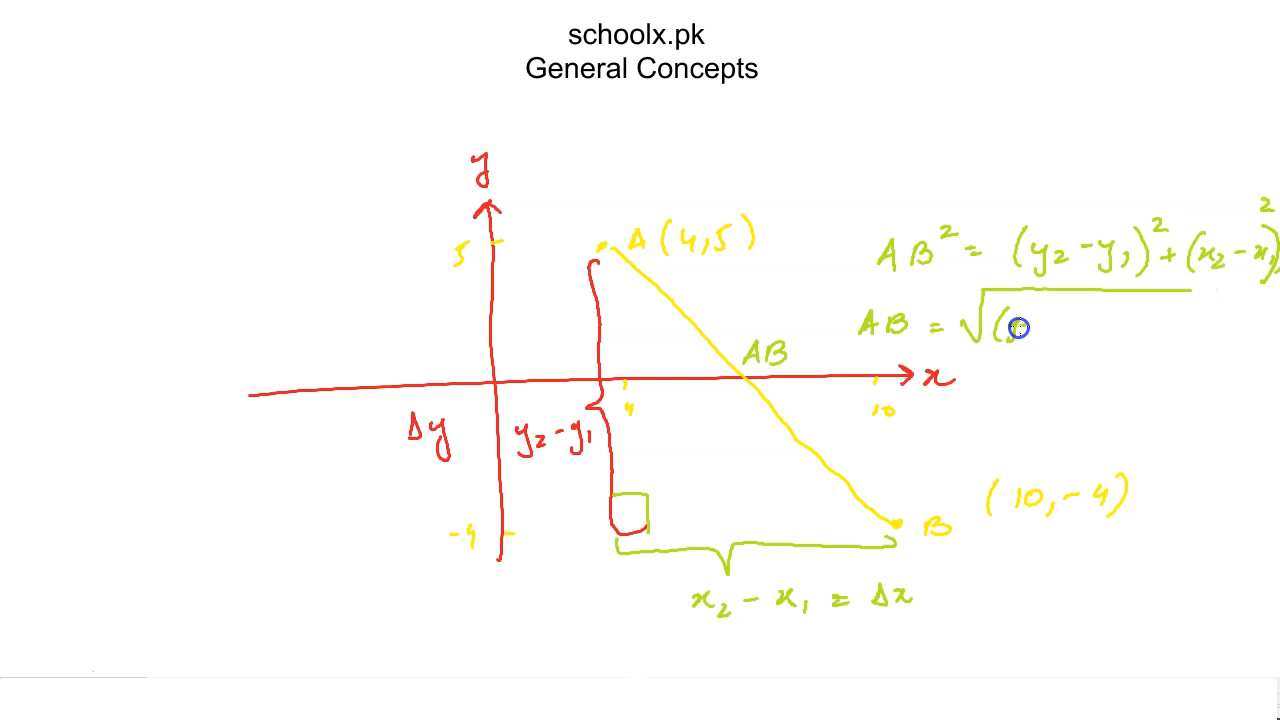 schoolx.pk
General Concepts
y
5
A (4,5)
AB² = (y₂-y₁)² + (x₂-x₁)²
AB = √(
AB
x
4
10
Δy
y₂-y₁
(10,-4)
-4
B
x₂ - x₁ = Δx